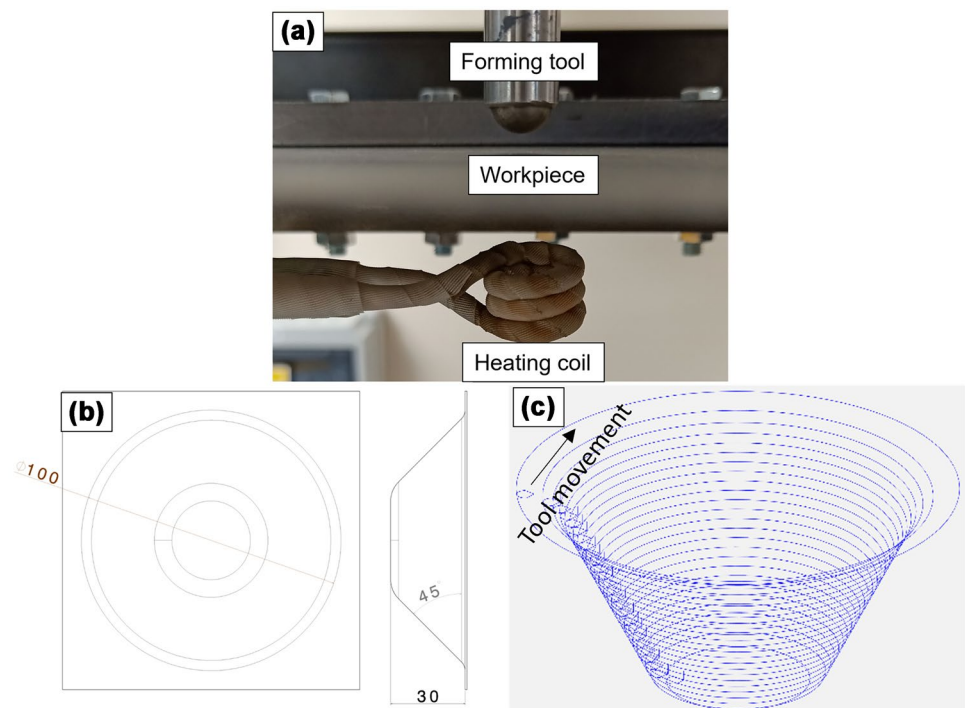 (a)
Forming tool
Workpiece
Heating coil
(b)
Ø100
45°
30
(c)
Tool movement